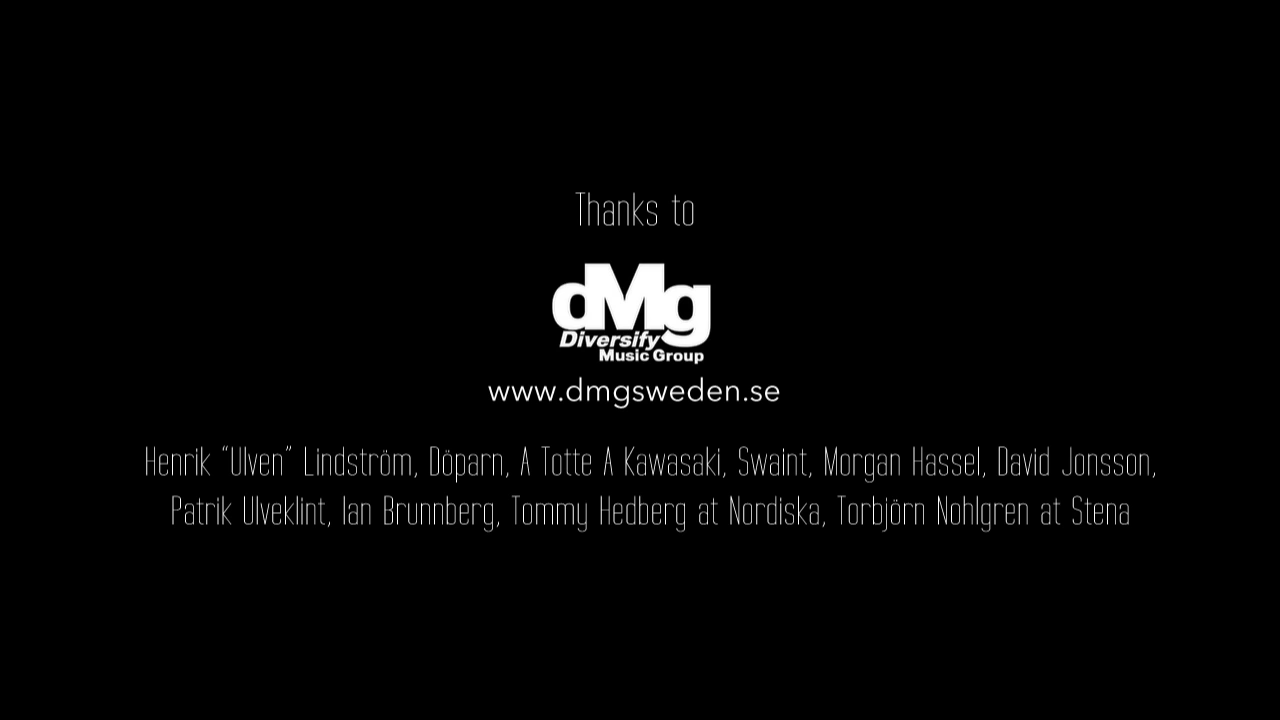 Thanks to
dMg
Diversify
Music Group
www.dmgsweden.se
Henrik “Ulven” Lindström, Döparn, A Totte A Kawasaki, Swaint, Morgan Hassel, David Jonsson,
Patrik Ulveklint, Ian Brunnberg, Tommy Hedberg at Nordiska, Torbjörn Nohlgren at Stena